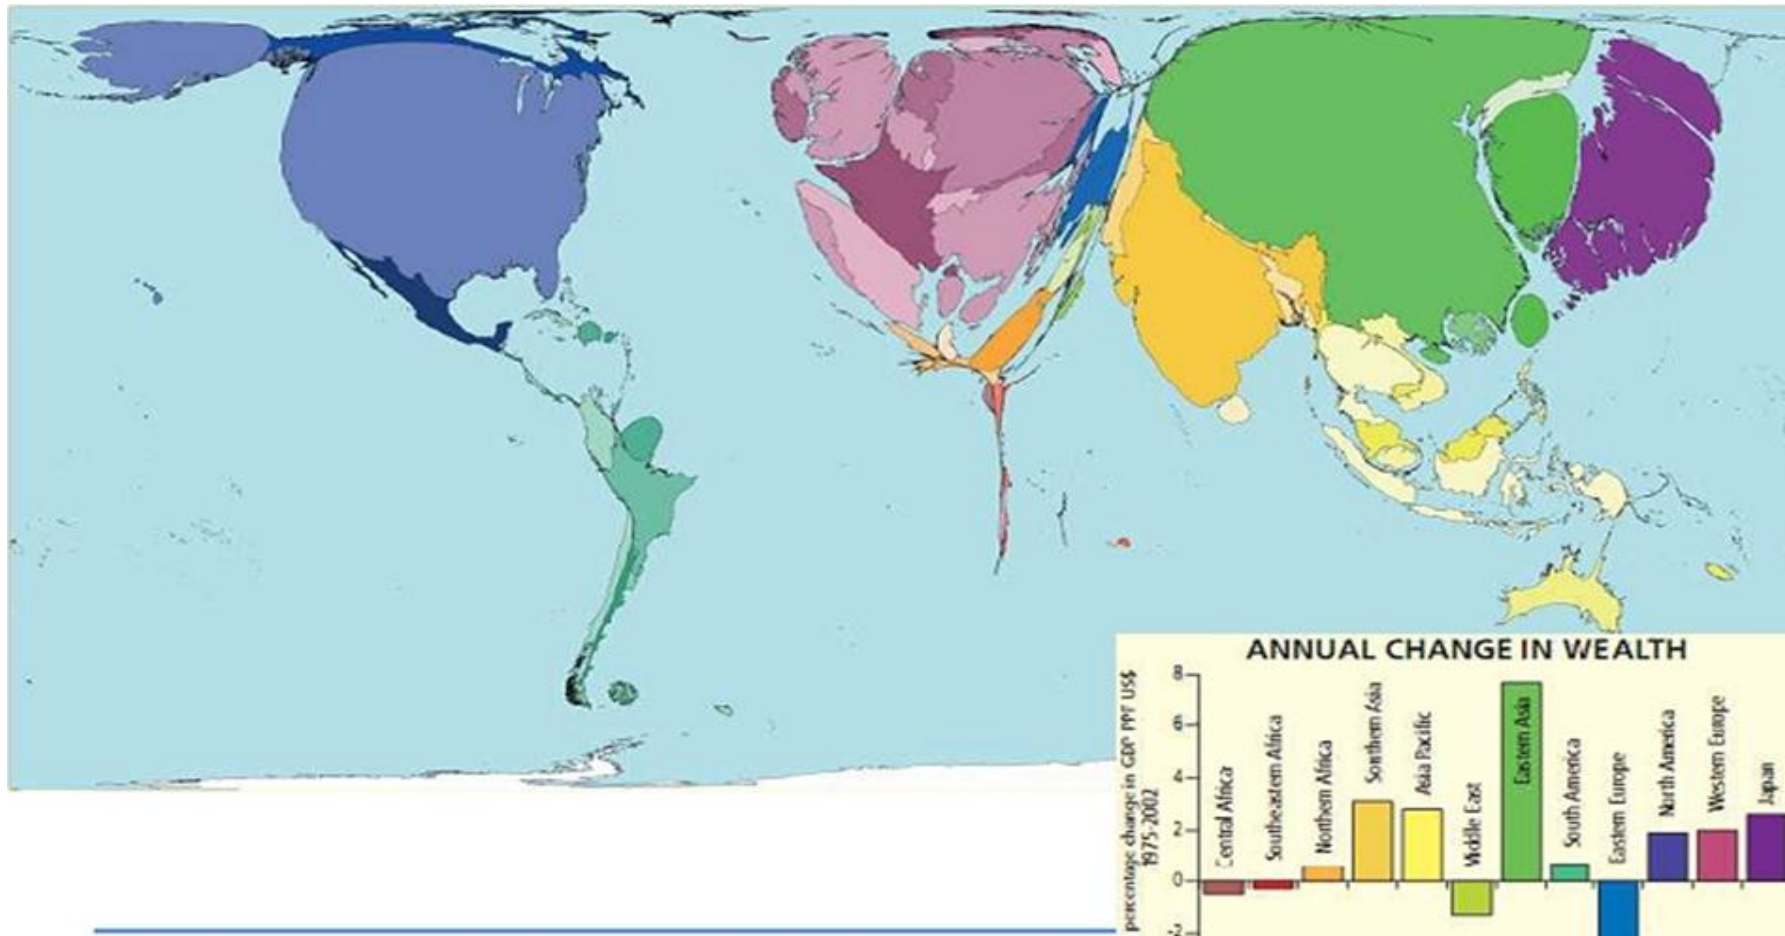 ANNUAL CHANGE IN WEALTH
percentage change in GDP PPP US$
1975-2002
8
6
4
2
0
-2
Central Africa
Southeastern Africa
Northern Africa
Southern Asia
Asia Pacific
Middle East
Eastern Asia
South America
Eastern Europe
North America
Western Europe
Japan